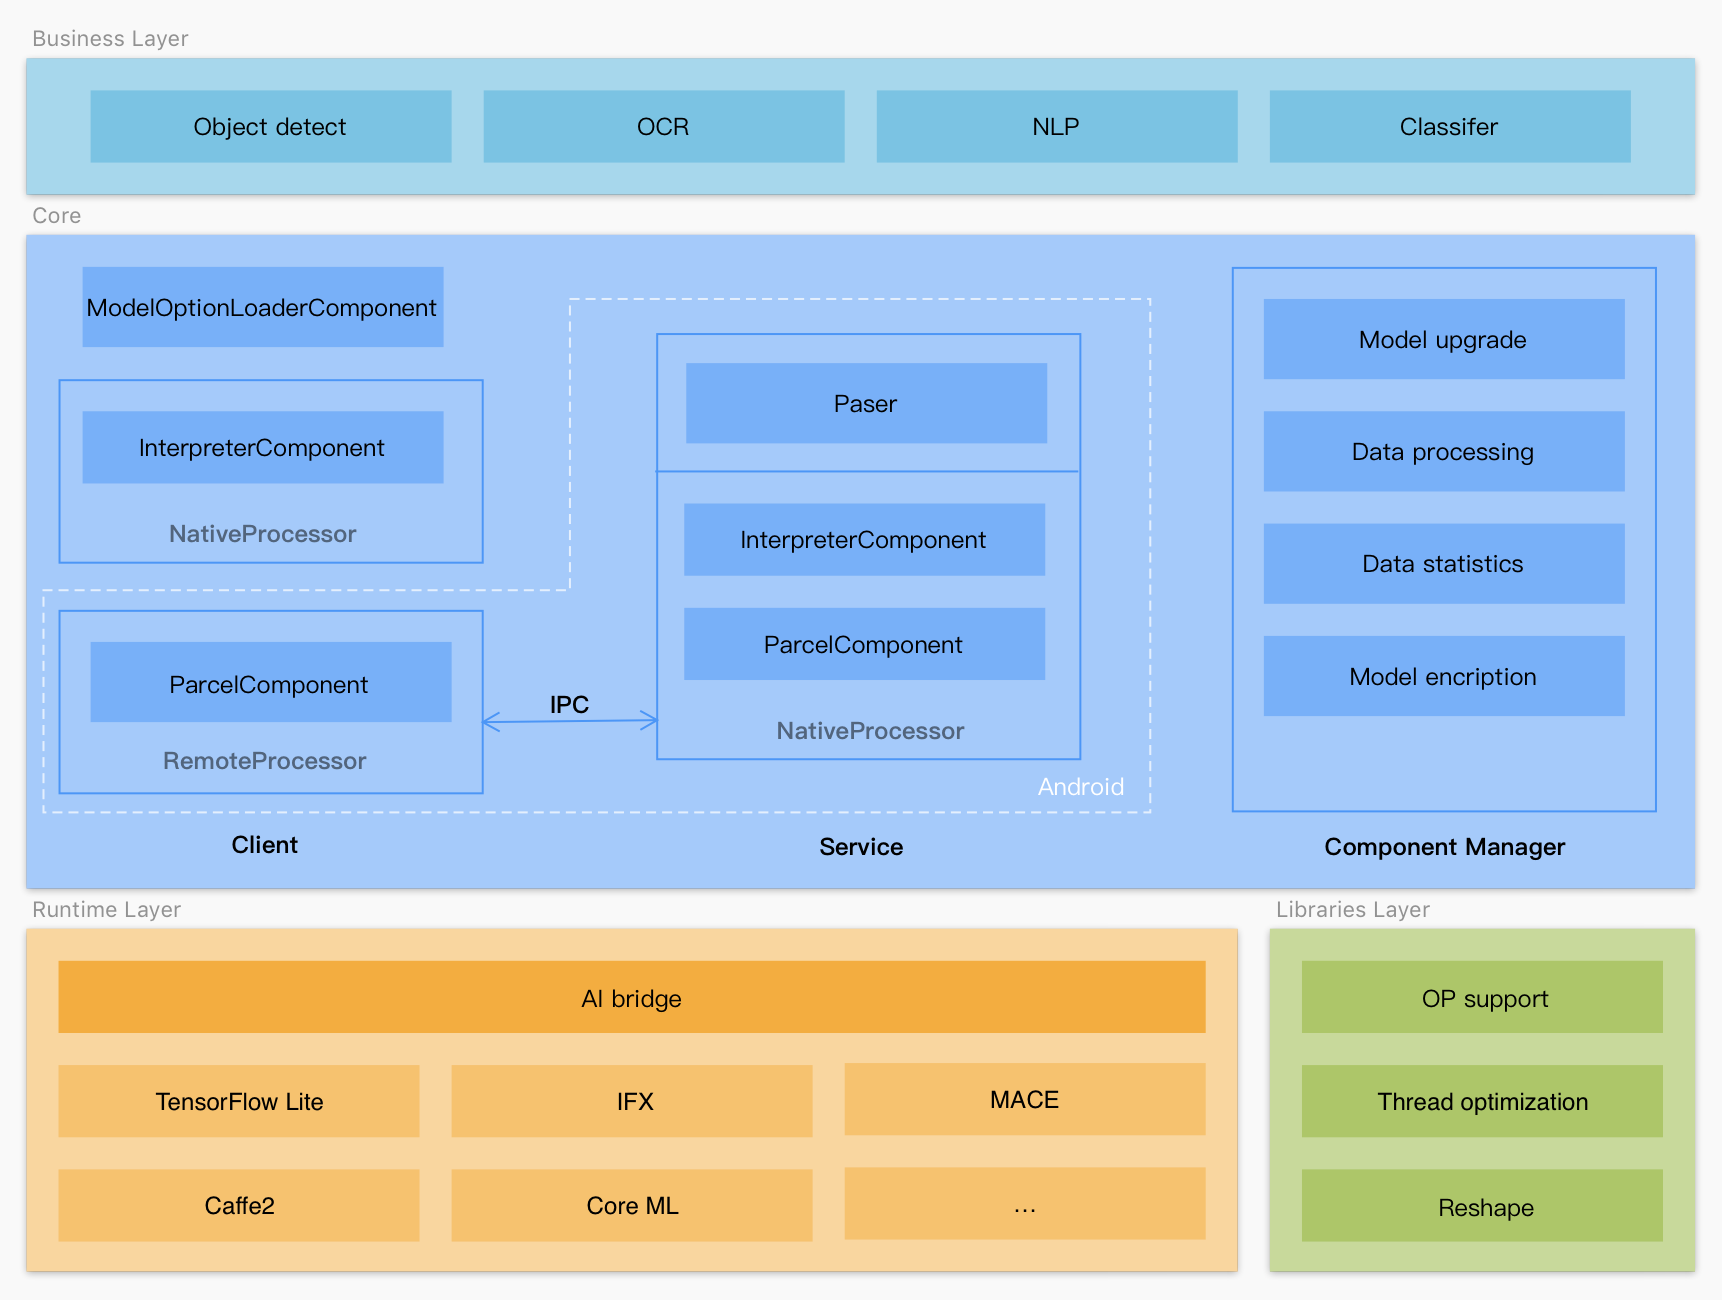 Business Layer
Object detect
OCR
NLP
Classifer
Core
ModelOptionLoaderComponent
InterpreterComponent
NativeProcessor
ParcelComponent
RemoteProcessor
Client
IPC
Paser
InterpreterComponent
ParcelComponent
NativeProcessor
Android
Service
Model upgrade
Data processing
Data statistics
Model encription
Component Manager
Runtime Layer
AI bridge
TensorFlow Lite
IFX
MACE
Caffe2
Core ML
...
Libraries Layer
OP support
Thread optimization
Reshape